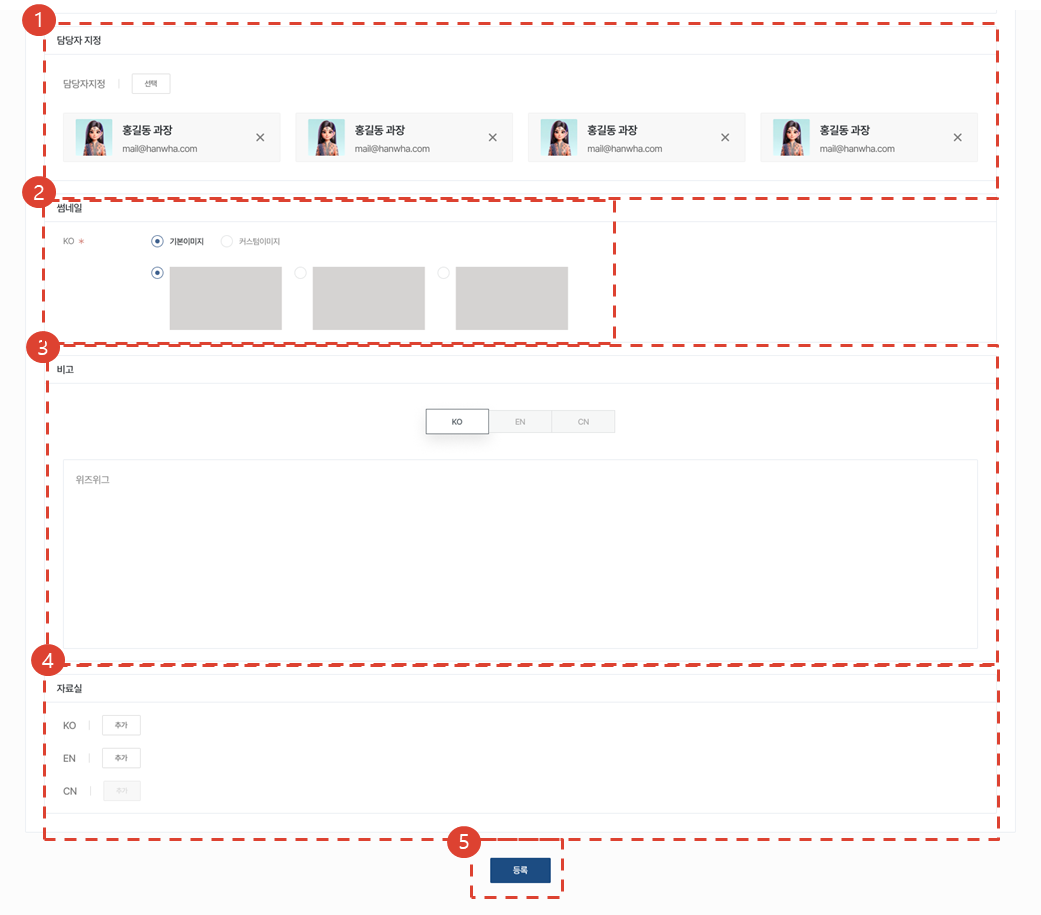 1
담당자 지정
담당자지정 선택
홍길동 과장 홍길동 과장 홍길동 과장 홍길동 과장
mail@hanwha.com mail@hanwha.com mail@hanwha.com mail@hanwha.com
2
썸네일
KO * 기본이미지 커스텀이미지
3
비고
KO EN CN
위즈위그
4
자료실
KO 추가
EN 추가
CN 추가
5
등록